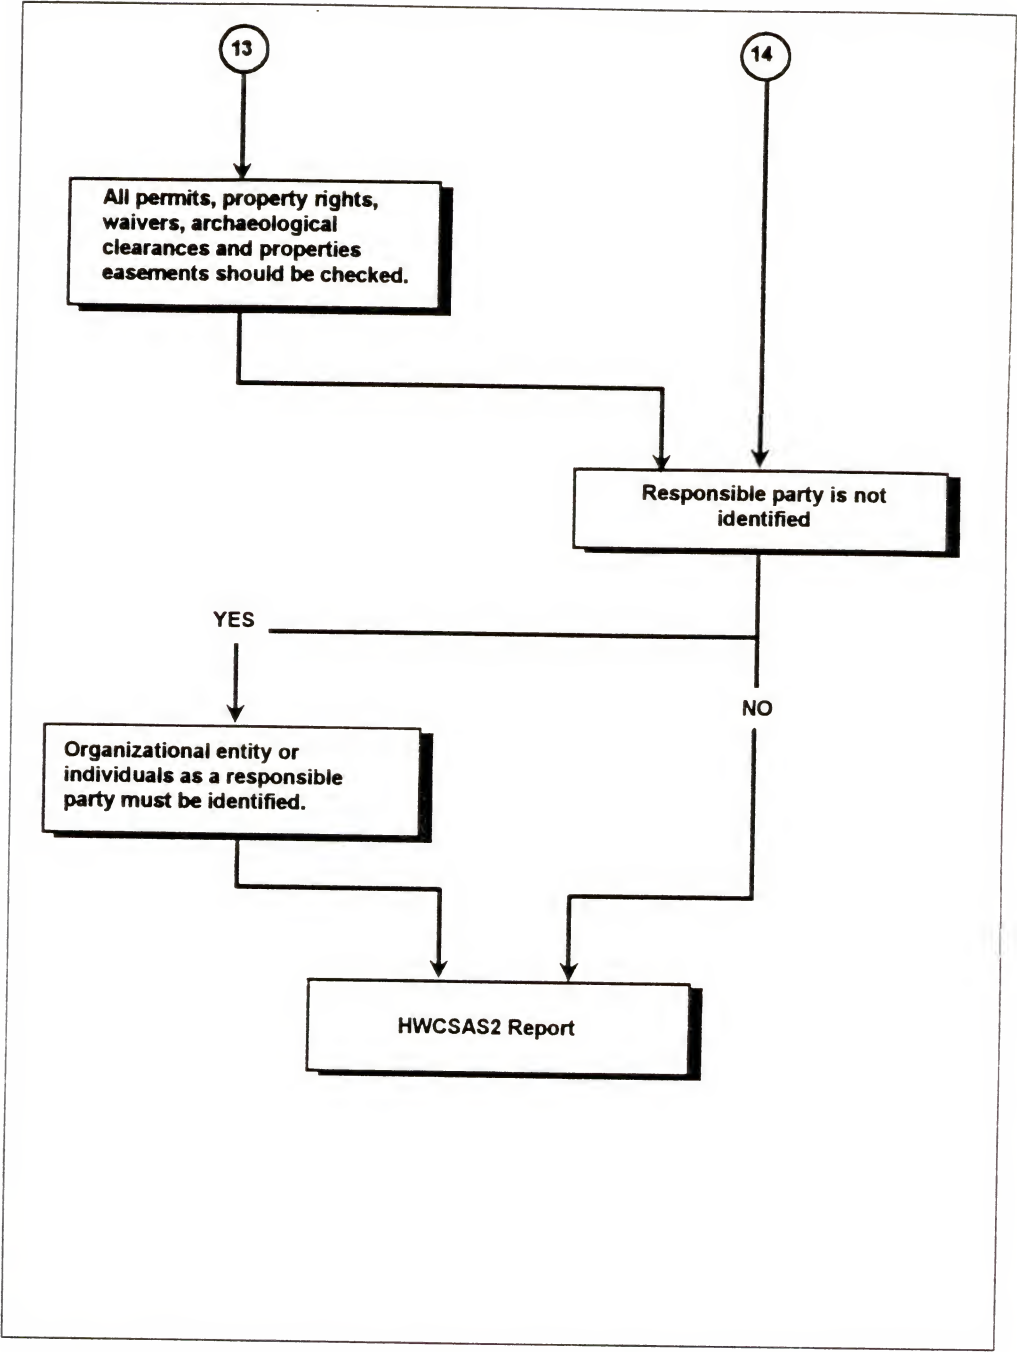 13
14
All permits, property rights,
waivers, archaeological
clearances and properties
easements should be checked.
Responsible party is not
identified
YES
NO
Organizational entity or
individuals as a responsible
party must be identified.
HWCSAS2 Report